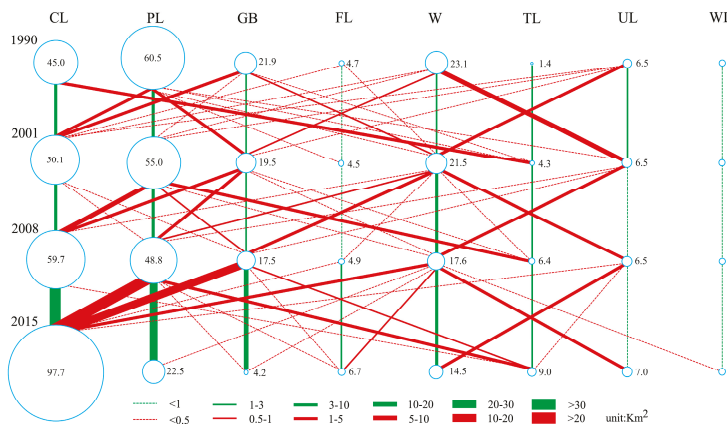 CL PL GB FL W TL UL WL
1990
45.0 60.5 21.9 4.7 23.1 1.4 6.5
2001
55.0 19.5 4.5 21.5 4.3 6.5
2008
59.7 48.8 17.5 4.9 17.6 6.4 6.5
2015
97.7 22.5 4.2 6.7 14.5 9.0 7.0
<1 1-3 3-10 10-20 20-30 >30
<0.5 0.5-1 1-5 5-10 10-20 >20 unit:Km²